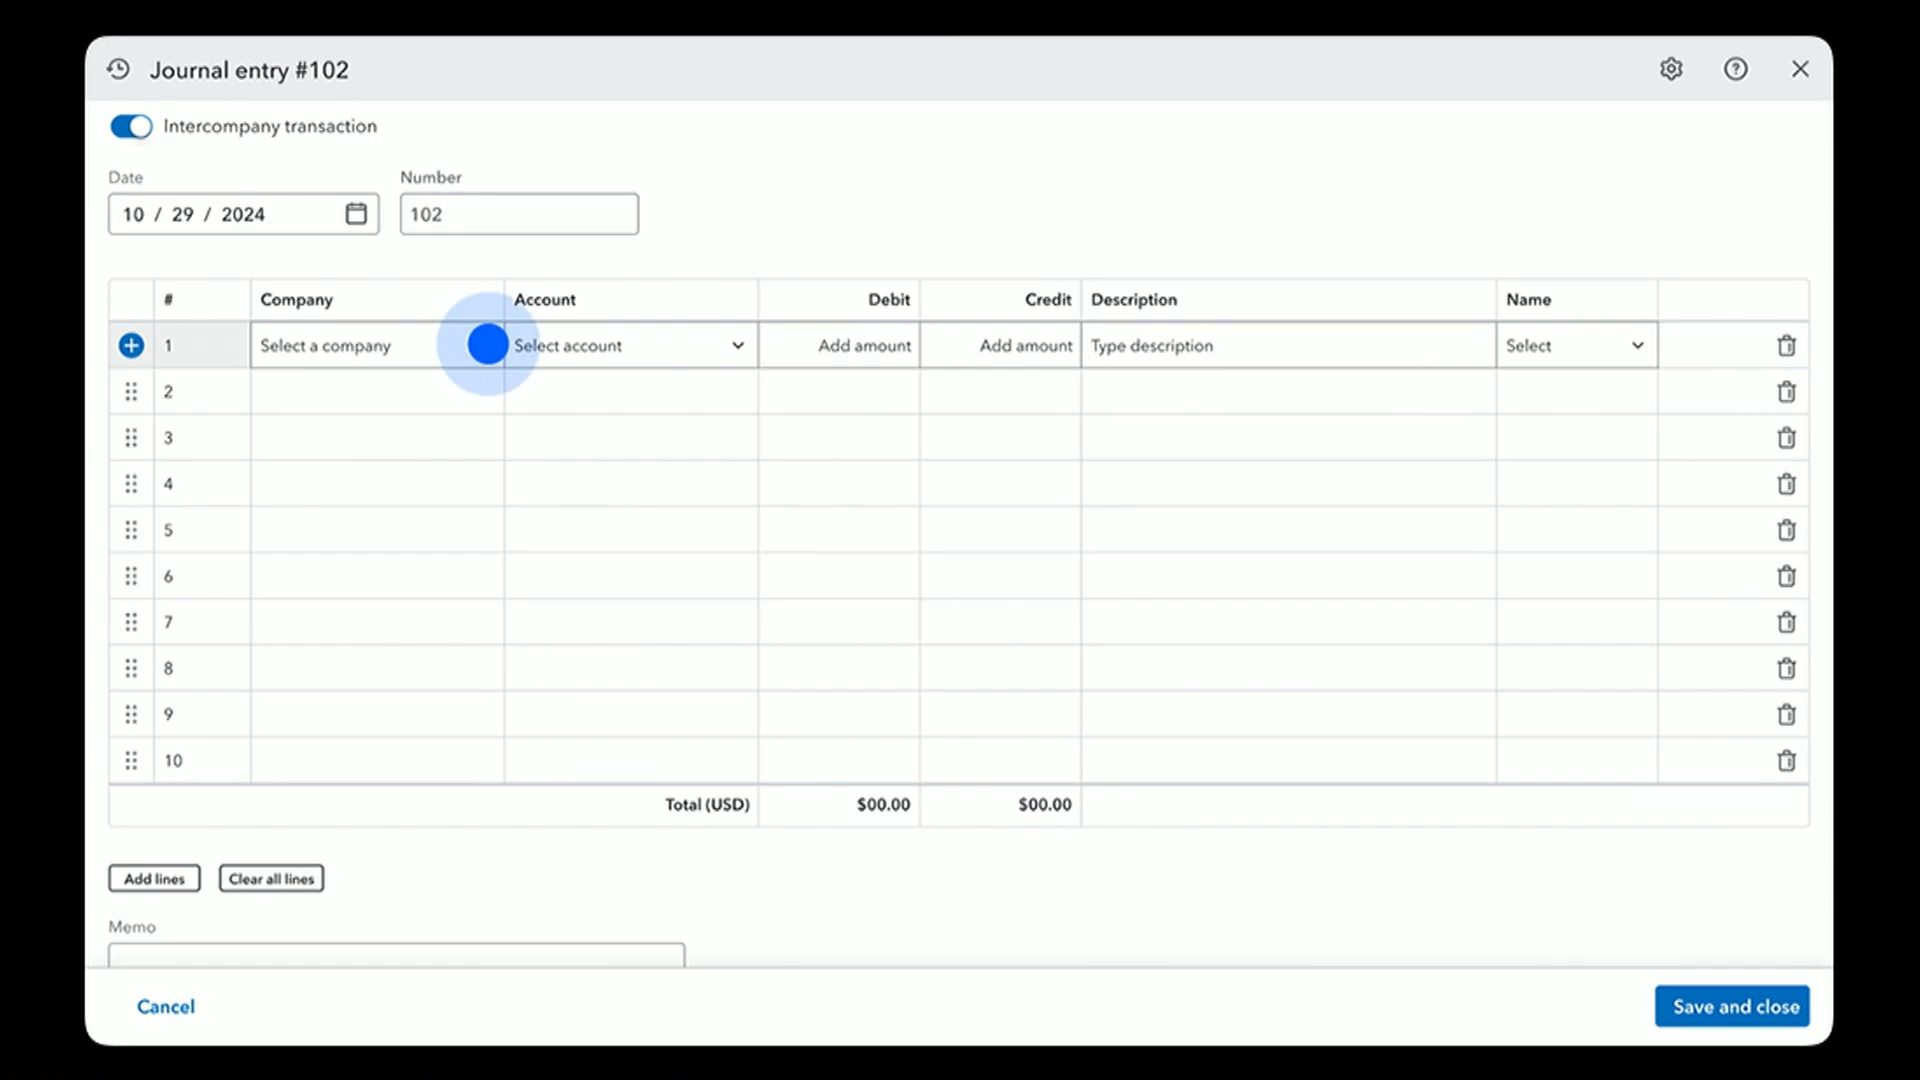 Journal entry #102
Intercompany transaction
Date Number
10 / 29 / 2024 102
# Company Account Debit Credit Description Name
1 Select a company Select account Add amount Add amount Type description Select
2
3
4
5
6
7
8
9
10
Total (USD) $00.00 $00.00
Add lines Clear all lines
Memo
Cancel Save and close